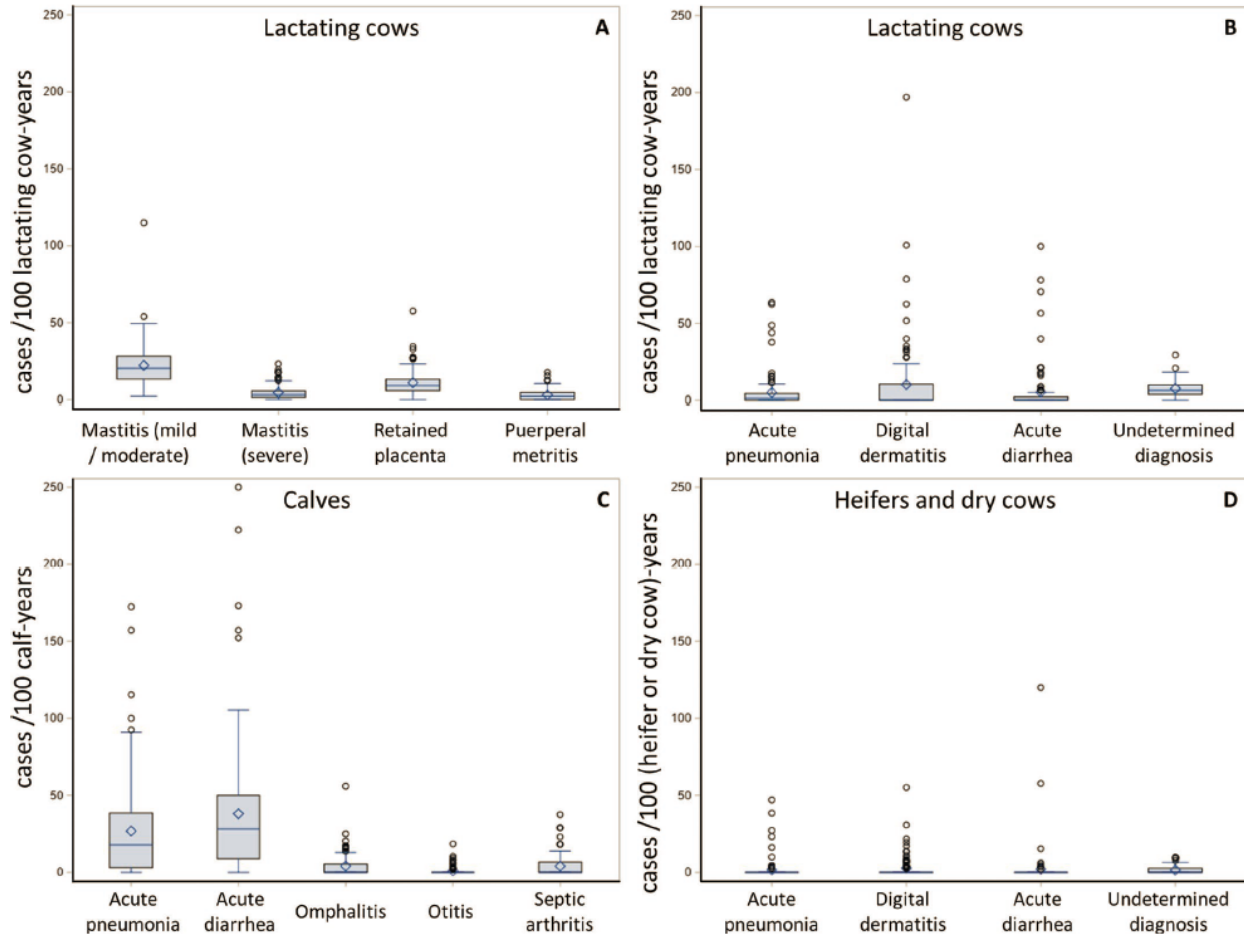 Lactating cows
A
cases /100 lactating cow-years
250
200
150
100
50
0
Mastitis (mild
/ moderate)
Mastitis
(severe)
Retained
placenta
Puerperal
metritis
Lactating cows
B
cases /100 lactating cow-years
250
200
150
100
50
0
Acute
pneumonia
Digital
dermatitis
Acute
diarrhea
Undetermined
diagnosis
Calves
C
cases /100 calf-years
250
200
150
100
50
0
Acute
pneumonia
Acute
diarrhea
Omphalitis
Otitis
Septic
arthritis
Heifers and dry cows
D
cases /100 (heifer or dry cow)-years
250
200
150
100
50
0
Acute
pneumonia
Digital
dermatitis
Acute
diarrhea
Undetermined
diagnosis